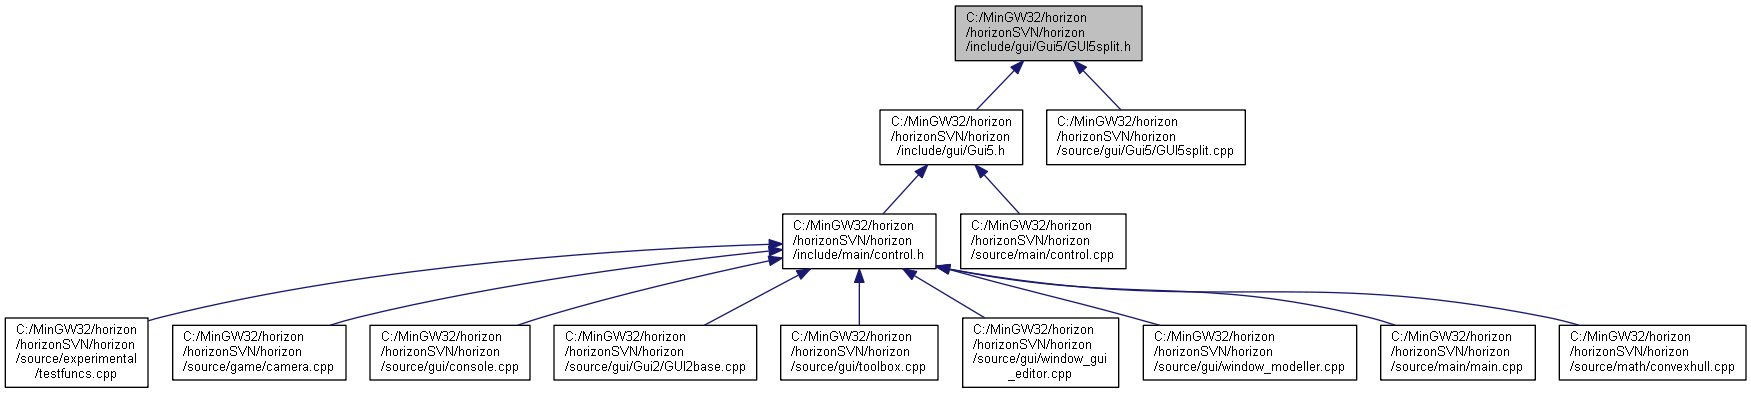 C:/MinGW32/horizon
/horizonSVN/horizon
/include/gui/Gui5/GUI5split.h
C:/MinGW32/horizon
/horizonSVN/horizon
/include/gui/Gui5.h
C:/MinGW32/horizon
/horizonSVN/horizon
/source/gui/Gui5/GUI5split.cpp
C:/MinGW32/horizon
/horizonSVN/horizon
/include/main/control.h
C:/MinGW32/horizon
/horizonSVN/horizon
/source/main/control.cpp
C:/MinGW32/horizon
/horizonSVN/horizon
/source/experimental
/testfuncs.cpp
C:/MinGW32/horizon
/horizonSVN/horizon
/source/game/camera.cpp
C:/MinGW32/horizon
/horizonSVN/horizon
/source/gui/console.cpp
C:/MinGW32/horizon
/horizonSVN/horizon
/source/gui/Gui2/GUI2base.cpp
C:/MinGW32/horizon
/horizonSVN/horizon
/source/gui/toolbox.cpp
C:/MinGW32/horizon
/horizonSVN/horizon
/source/gui/window_gui
_editor.cpp
C:/MinGW32/horizon
/horizonSVN/horizon
/source/gui/window_modeller.cpp
C:/MinGW32/horizon
/horizonSVN/horizon
/source/main/main.cpp
C:/MinGW32/horizon
/horizonSVN/horizon
/source/math/convexhull.cpp